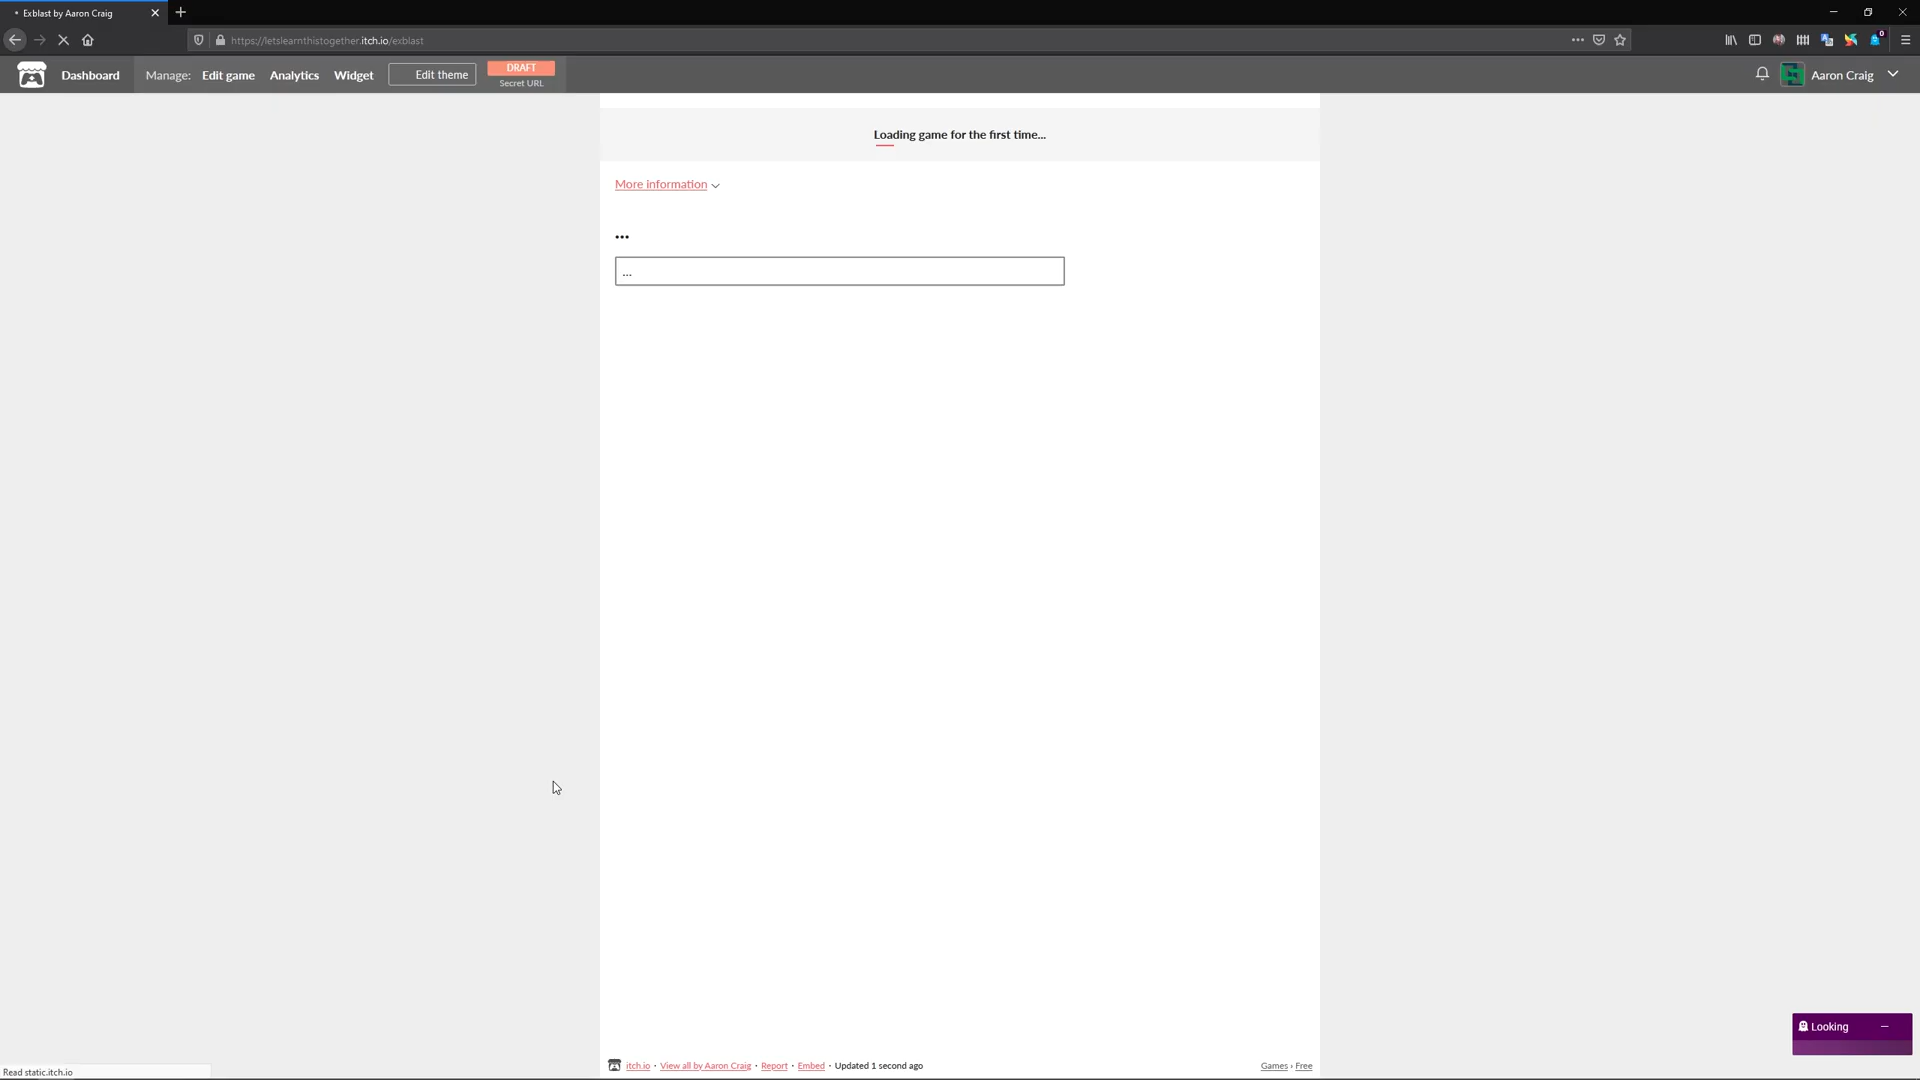 Exblast by Aaron Craig
https://letslearnthistogether.itch.io/exblast
0
Dashboard
Manage: Edit game Analytics Widget Edit theme
DRAFT
Secret URL
Aaron Craig
Loading game for the first time...
More information
...
...
Looking
itch.io · View all by Aaron Craig · Report · Embed · Updated 1 second ago
Games › Free
Read static.itch.io